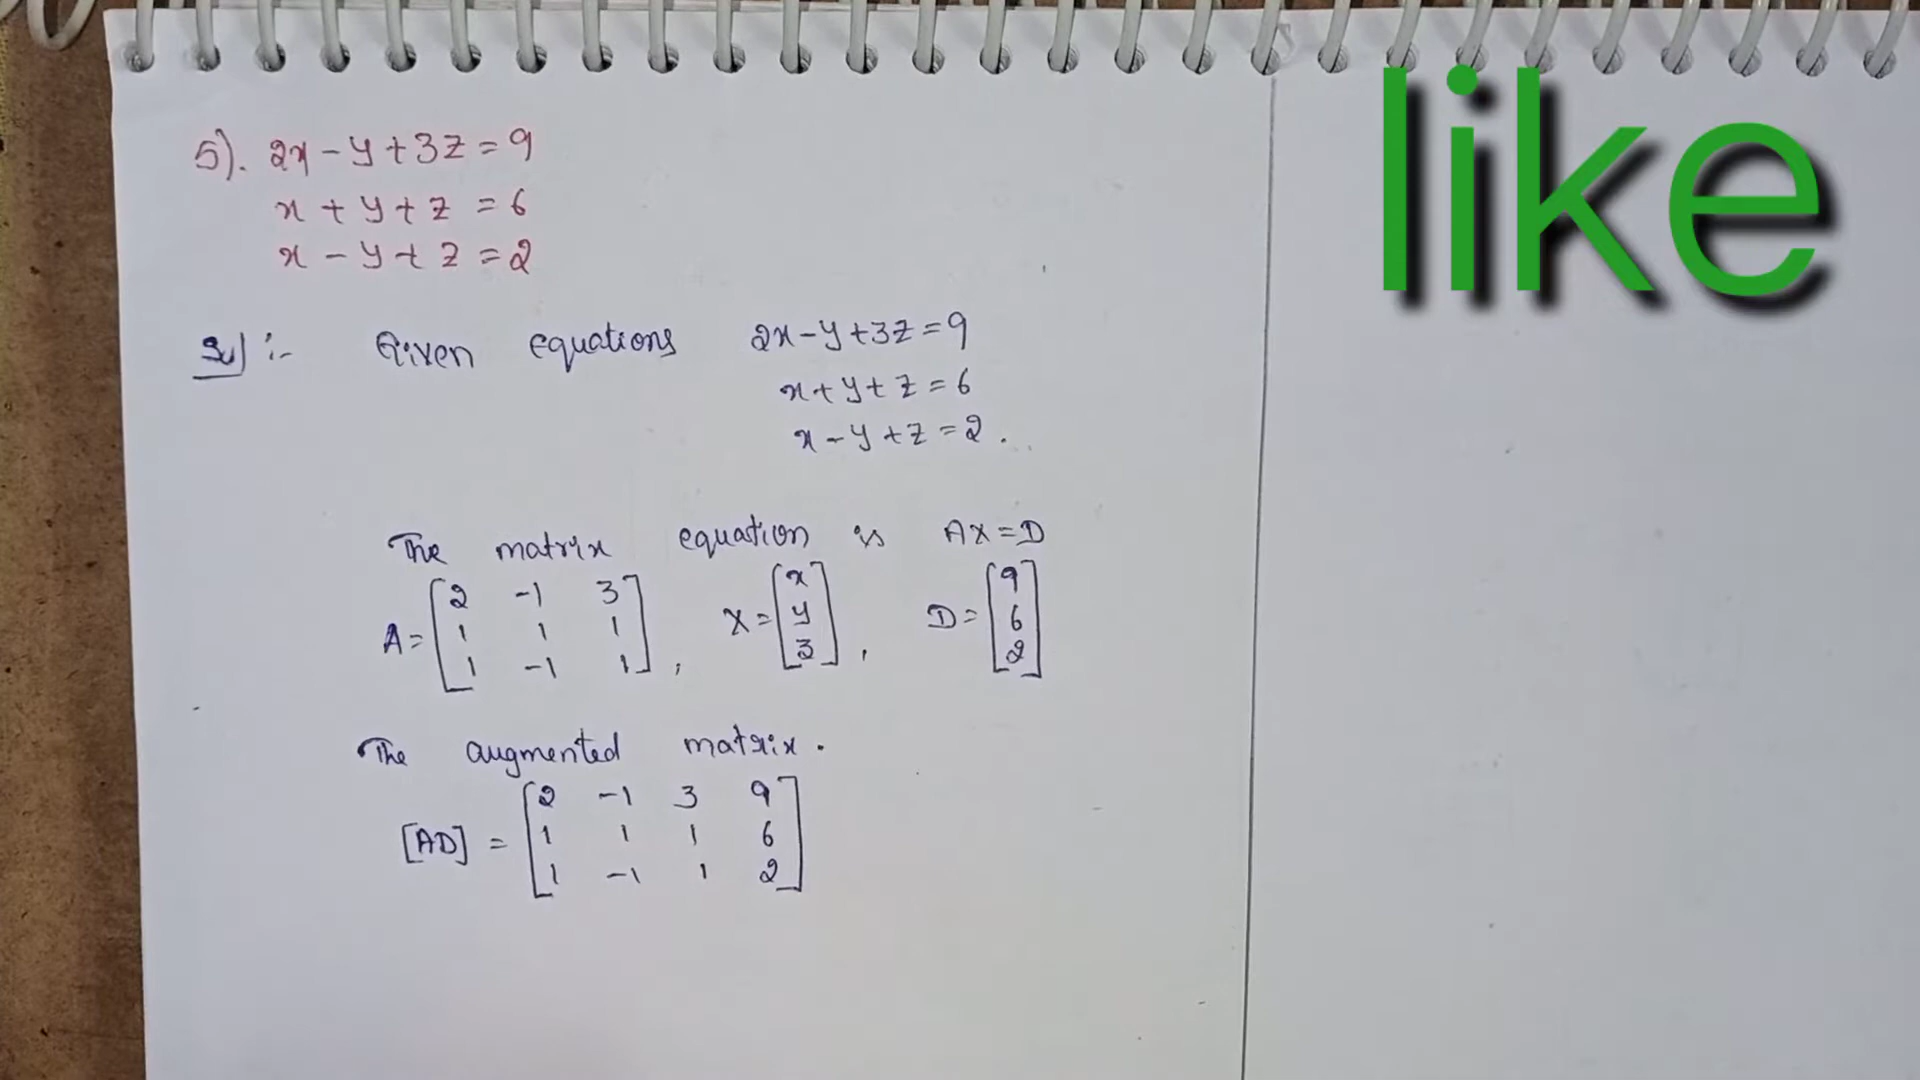 like
5). 2x - y + 3z = 9
x + y + z = 6
x - y + z = 2
Sol :- Given equations 2x - y + 3z = 9
x + y + z = 6
x - y + z = 2 .
The matrix equation is AX = D
A = [2 -1 3; 1 1 1; 1 -1 1] , X = [x; y; 3] , D = [9; 6; 2]
The augmented matrix .
[AD] = [2 -1 3 9; 1 1 1 6; 1 -1 1 2]